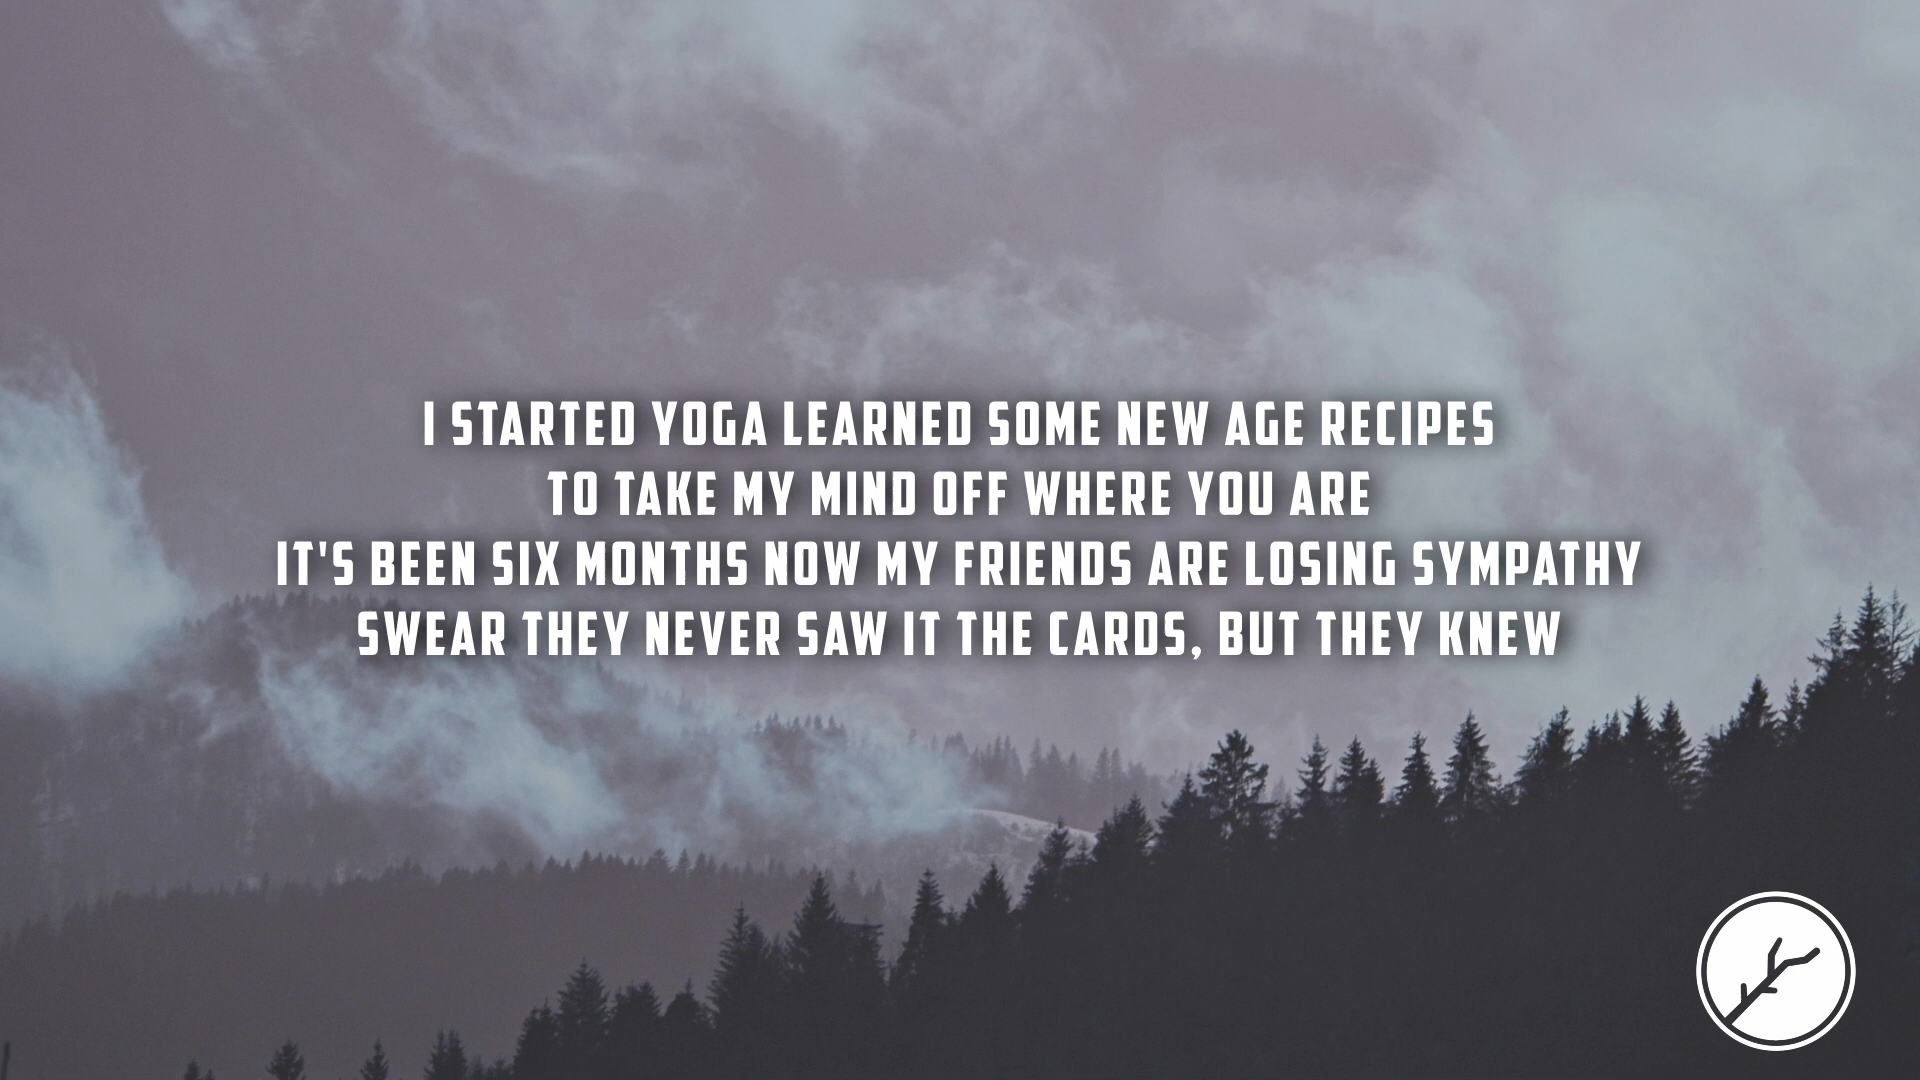 I STARTED YOGA LEARNED SOME NEW AGE RECIPES
TO TAKE MY MIND OFF WHERE YOU ARE
IT'S BEEN SIX MONTHS NOW MY FRIENDS ARE LOSING SYMPATHY
SWEAR THEY NEVER SAW IT THE CARDS, BUT THEY KNEW